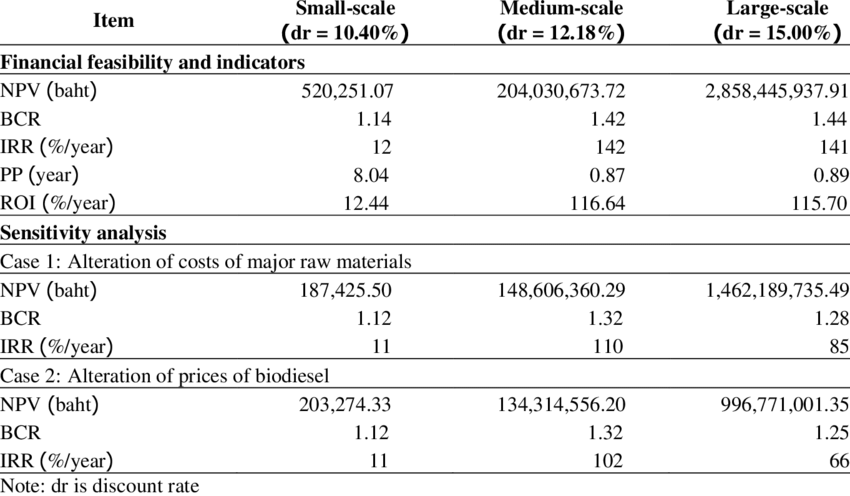 Item Small-scale (dr = 10.40%) Medium-scale (dr = 12.18%) Large-scale (dr = 15.00%)
Financial feasibility and indicators
NPV (baht) 520,251.07 204,030,673.72 2,858,445,937.91
BCR 1.14 1.42 1.44
IRR (%/year) 12 142 141
PP (year) 8.04 0.87 0.89
ROI (%/year) 12.44 116.64 115.70
Sensitivity analysis
Case 1: Alteration of costs of major raw materials
NPV (baht) 187,425.50 148,606,360.29 1,462,189,735.49
BCR 1.12 1.32 1.28
IRR (%/year) 11 110 85
Case 2: Alteration of prices of biodiesel
NPV (baht) 203,274.33 134,314,556.20 996,771,001.35
BCR 1.12 1.32 1.25
IRR (%/year) 11 102 66
Note: dr is discount rate